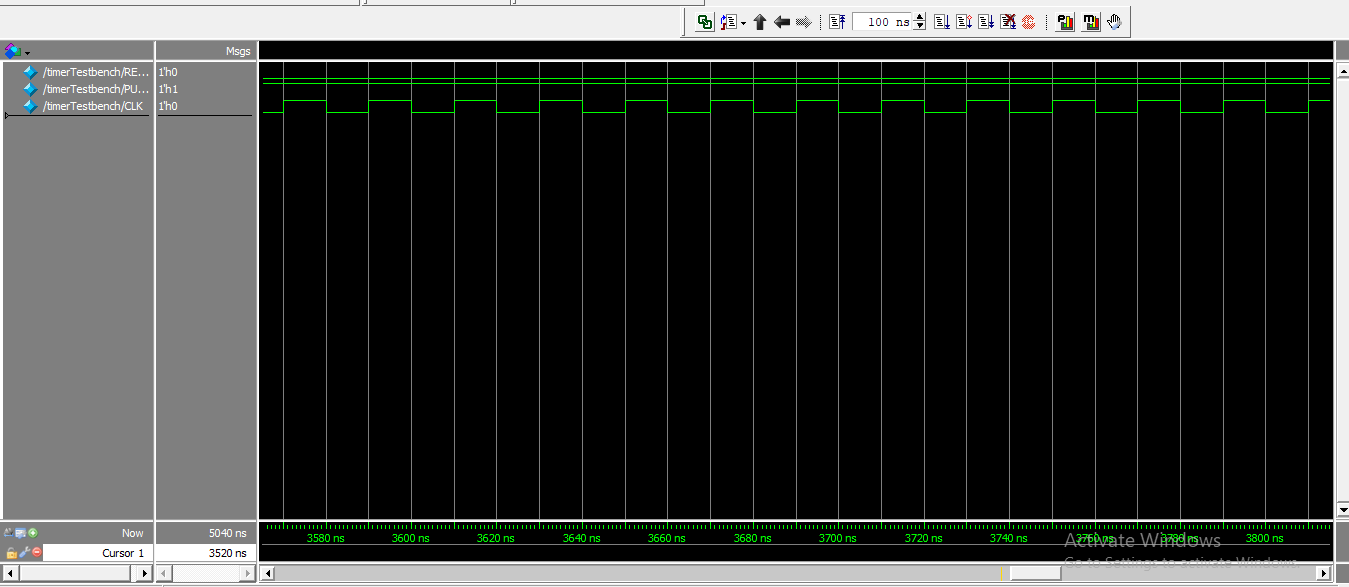 100 ns
Msgs
/timerTestbench/RE... 1'h0
/timerTestbench/PU... 1'h1
/timerTestbench/CLK 1'h0
Now 5040 ns
3580 ns 3600 ns 3620 ns 3640 ns 3660 ns 3680 ns 3700 ns 3720 ns 3740 ns 3760 ns 3780 ns 3800 ns
Cursor 1 3520 ns
Activate Windows
Go to Settings to activate Windows.